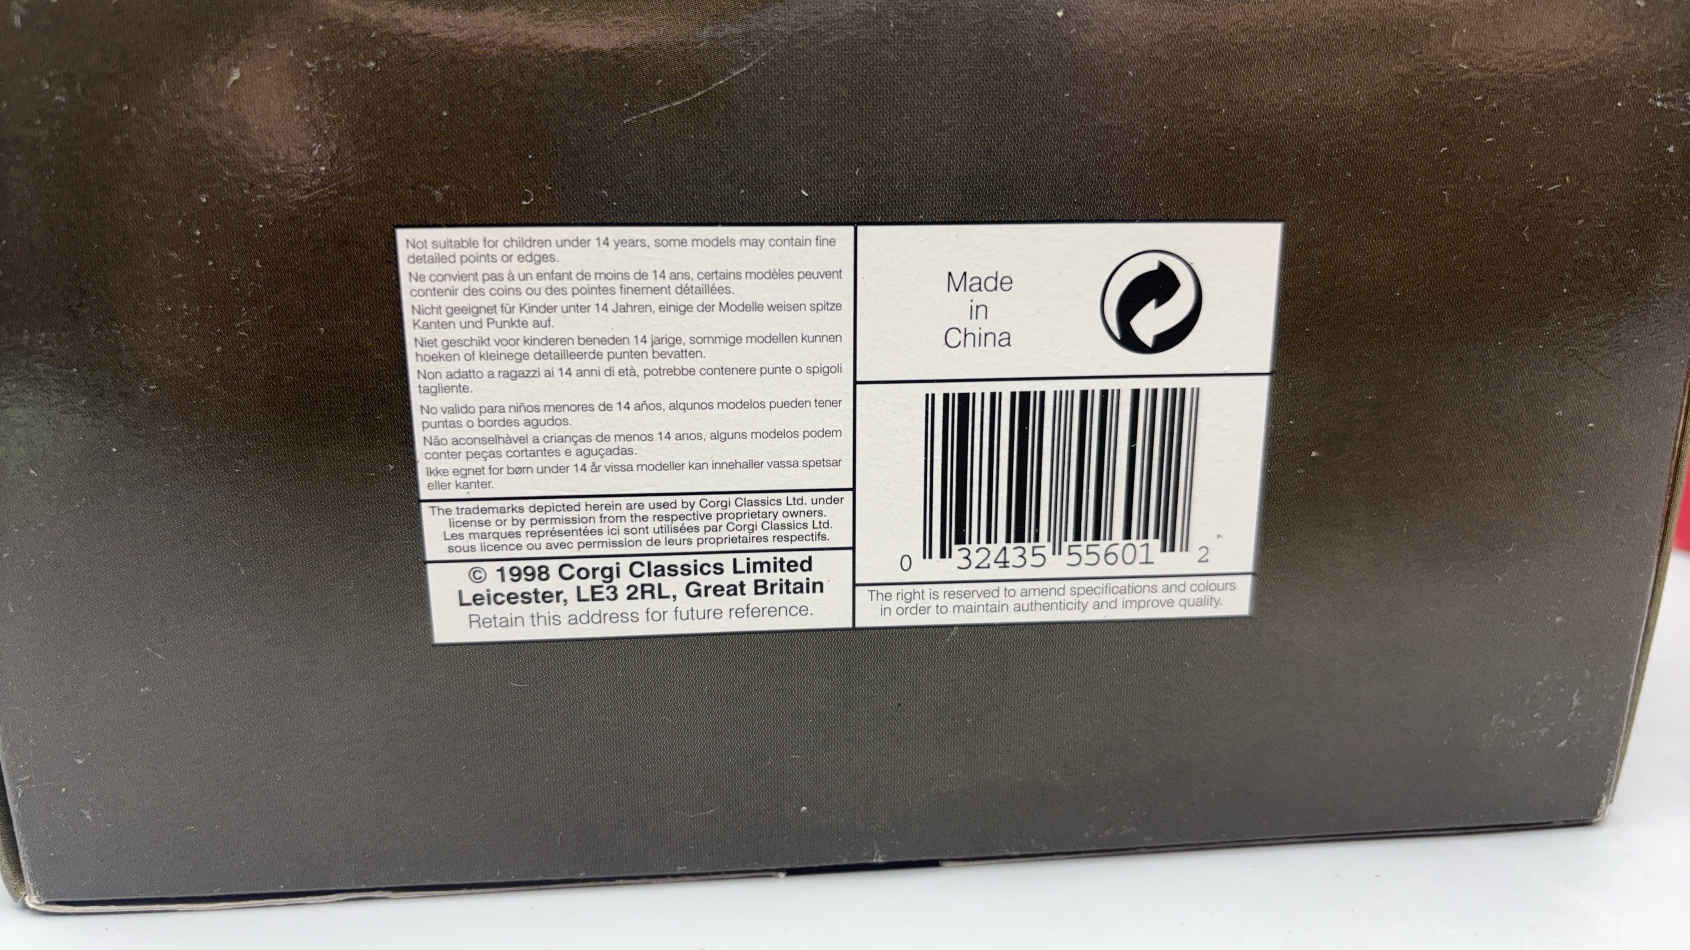 Not suitable for children under 14 years, some models may contain fine
detailed points or edges.
Ne convient pas à un enfant de moins de 14 ans, certains modèles peuvent
contenir des coins ou des pointes finement détaillées.
Nicht geeignet für Kinder unter 14 Jahren, einige der Modelle weisen spitze
Kanten und Punkte auf.
Niet geschikt voor kinderen beneden 14 jarige, sommige modellen kunnen
hoeken of kleinege detailleerde punten bevatten.
Non adatto a ragazzi ai 14 anni di età, potrebbe contenere punte o spigoli
tagliente.
No valido para niños menores de 14 años, alqunos modelos pueden tener
puntas o bordes agudos.
Não aconselhàvel a crianças de menos 14 anos, alguns modelos podem
conter peças cortantes e aguçadas.
Ikke egnet for børn under 14 år vissa modeller kan innehaller vassa spetsar
eller kanter.
The trademarks depicted herein are used by Corgi Classics Ltd. under
license or by permission from the respective proprietary owners.
Les marques représentées ici sont utilisées par Corgi Classics Ltd.
sous licence ou avec permission de leurs proprietaires respectifs.
© 1998 Corgi Classics Limited
Leicester, LE3 2RL, Great Britain
Retain this address for future reference.
Made
in
China
0 32435 55601 2
The right is reserved to amend specifications and colours
in order to maintain authenticity and improve quality.